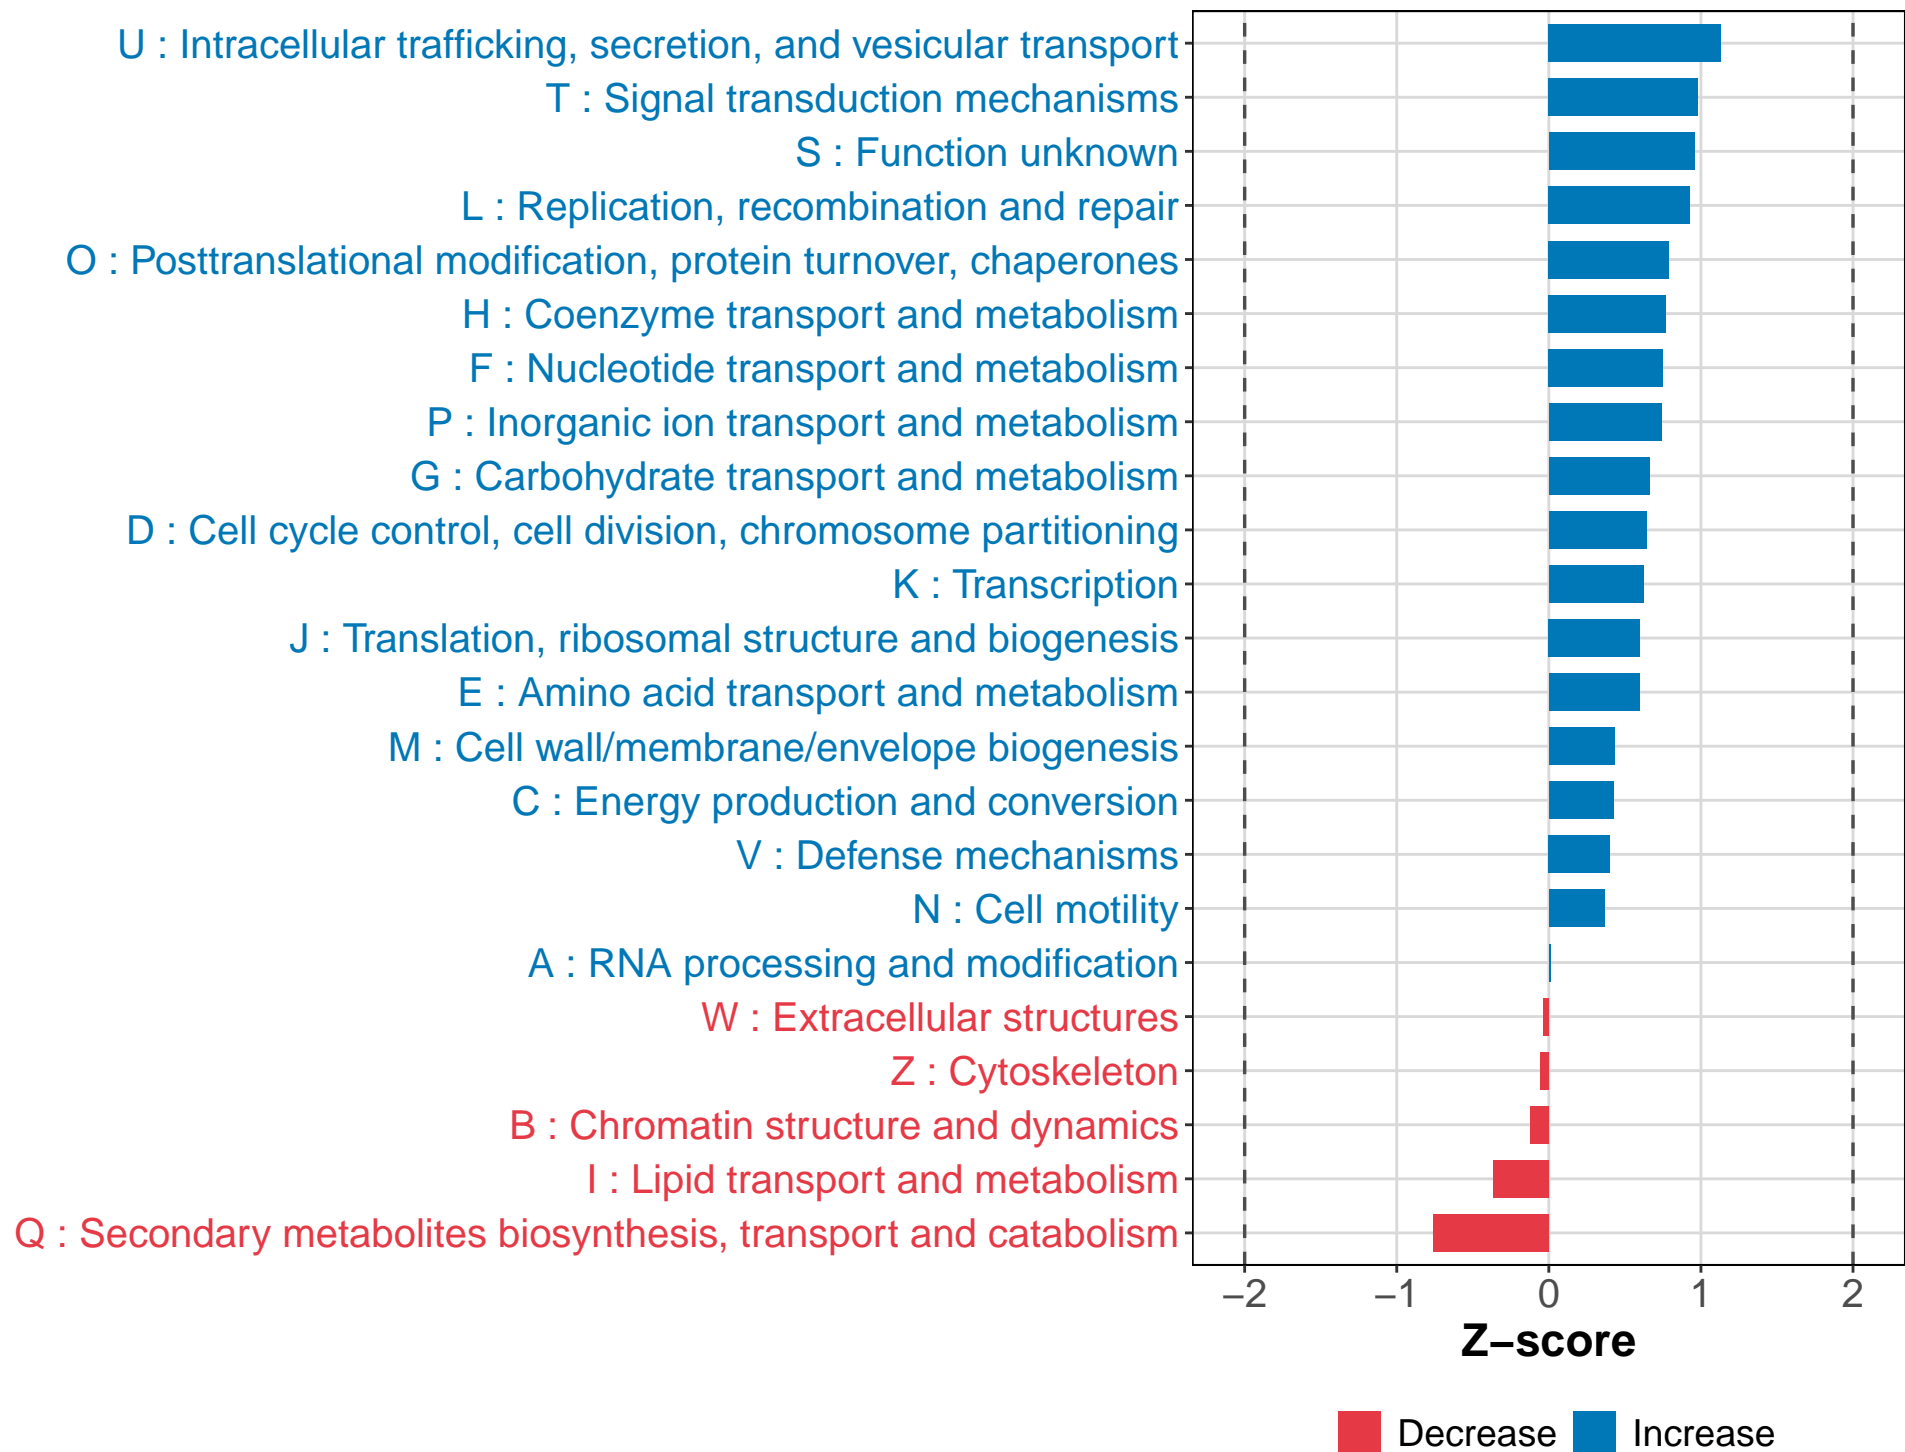 U : Intracellular trafficking, secretion, and vesicular transport
T : Signal transduction mechanisms
S : Function unknown
L : Replication, recombination and repair
O : Posttranslational modification, protein turnover, chaperones
H : Coenzyme transport and metabolism
F : Nucleotide transport and metabolism
P : Inorganic ion transport and metabolism
G : Carbohydrate transport and metabolism
D : Cell cycle control, cell division, chromosome partitioning
K : Transcription
J : Translation, ribosomal structure and biogenesis
E : Amino acid transport and metabolism
M : Cell wall/membrane/envelope biogenesis
C : Energy production and conversion
V : Defense mechanisms
N : Cell motility
A : RNA processing and modification
W : Extracellular structures
Z : Cytoskeleton
B : Chromatin structure and dynamics
I : Lipid transport and metabolism
Q : Secondary metabolites biosynthesis, transport and catabolism
−2 −1 0 1 2
Z−score
Decrease Increase